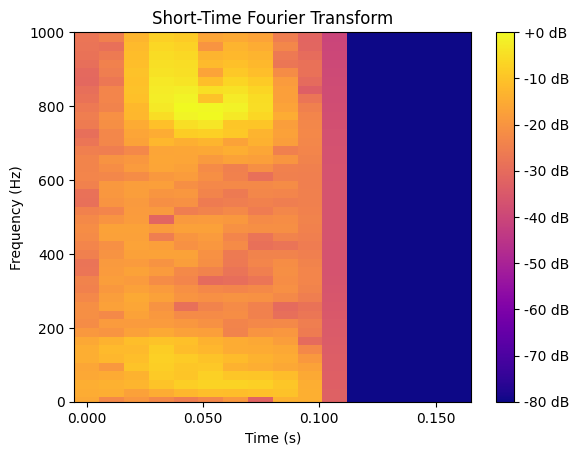 Short-Time Fourier Transform
1000
800
600
400
200
0
Frequency (Hz)
0.000
0.050
0.100
0.150
Time (s)
+0 dB
-10 dB
-20 dB
-30 dB
-40 dB
-50 dB
-60 dB
-70 dB
-80 dB